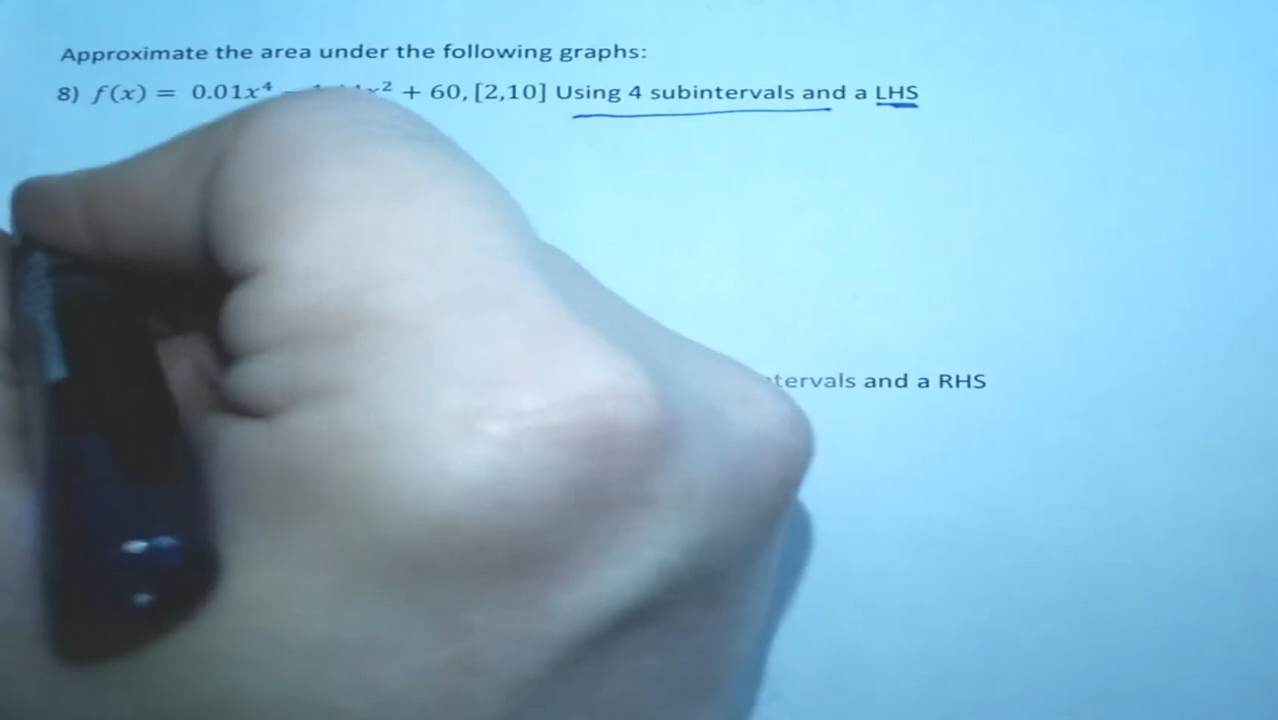 Approximate the area under the following graphs:
8) f(x) = 0.01x⁴ x² + 60, [2,10] Using 4 subintervals and a LHS
and a RHS